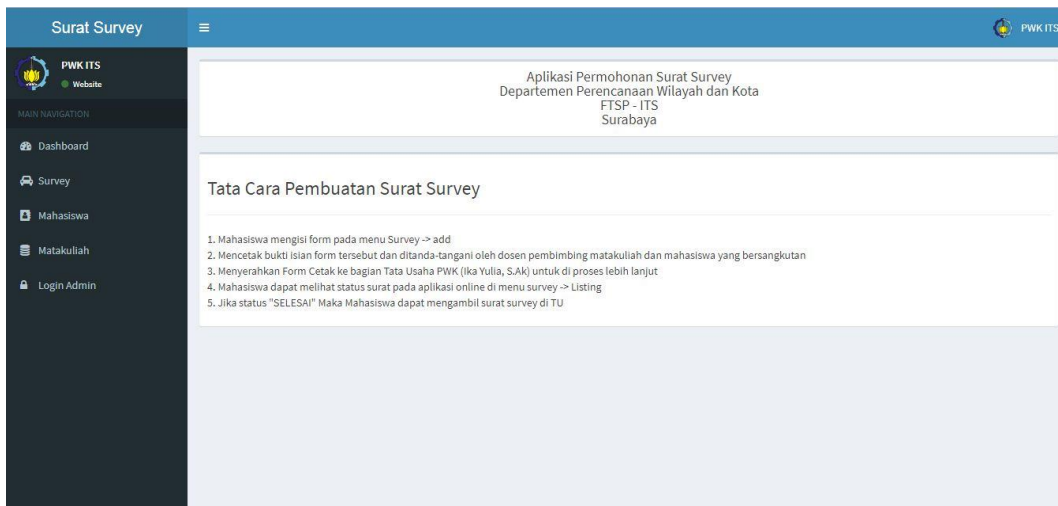 Surat Survey
PWK ITS
PWK ITS
Website
MAIN NAVIGATION
Dashboard
Survey
Mahasiswa
Matakuliah
Login Admin
Aplikasi Permohonan Surat Survey
Departemen Perencanaan Wilayah dan Kota
FTSP - ITS
Surabaya
Tata Cara Pembuatan Surat Survey
1. Mahasiswa mengisi form pada menu Survey -> add
2. Mencetak bukti isian form tersebut dan ditanda-tangani oleh dosen pembimbing matakuliah dan mahasiswa yang bersangkutan
3. Menyerahkan Form Cetak ke bagian Tata Usaha PWK (Ika Yulia, S.Ak) untuk di proses lebih lanjut
4. Mahasiswa dapat melihat status surat pada aplikasi online di menu survey -> Listing
5. Jika status "SELESAI" Maka Mahasiswa dapat mengambil surat survey di TU